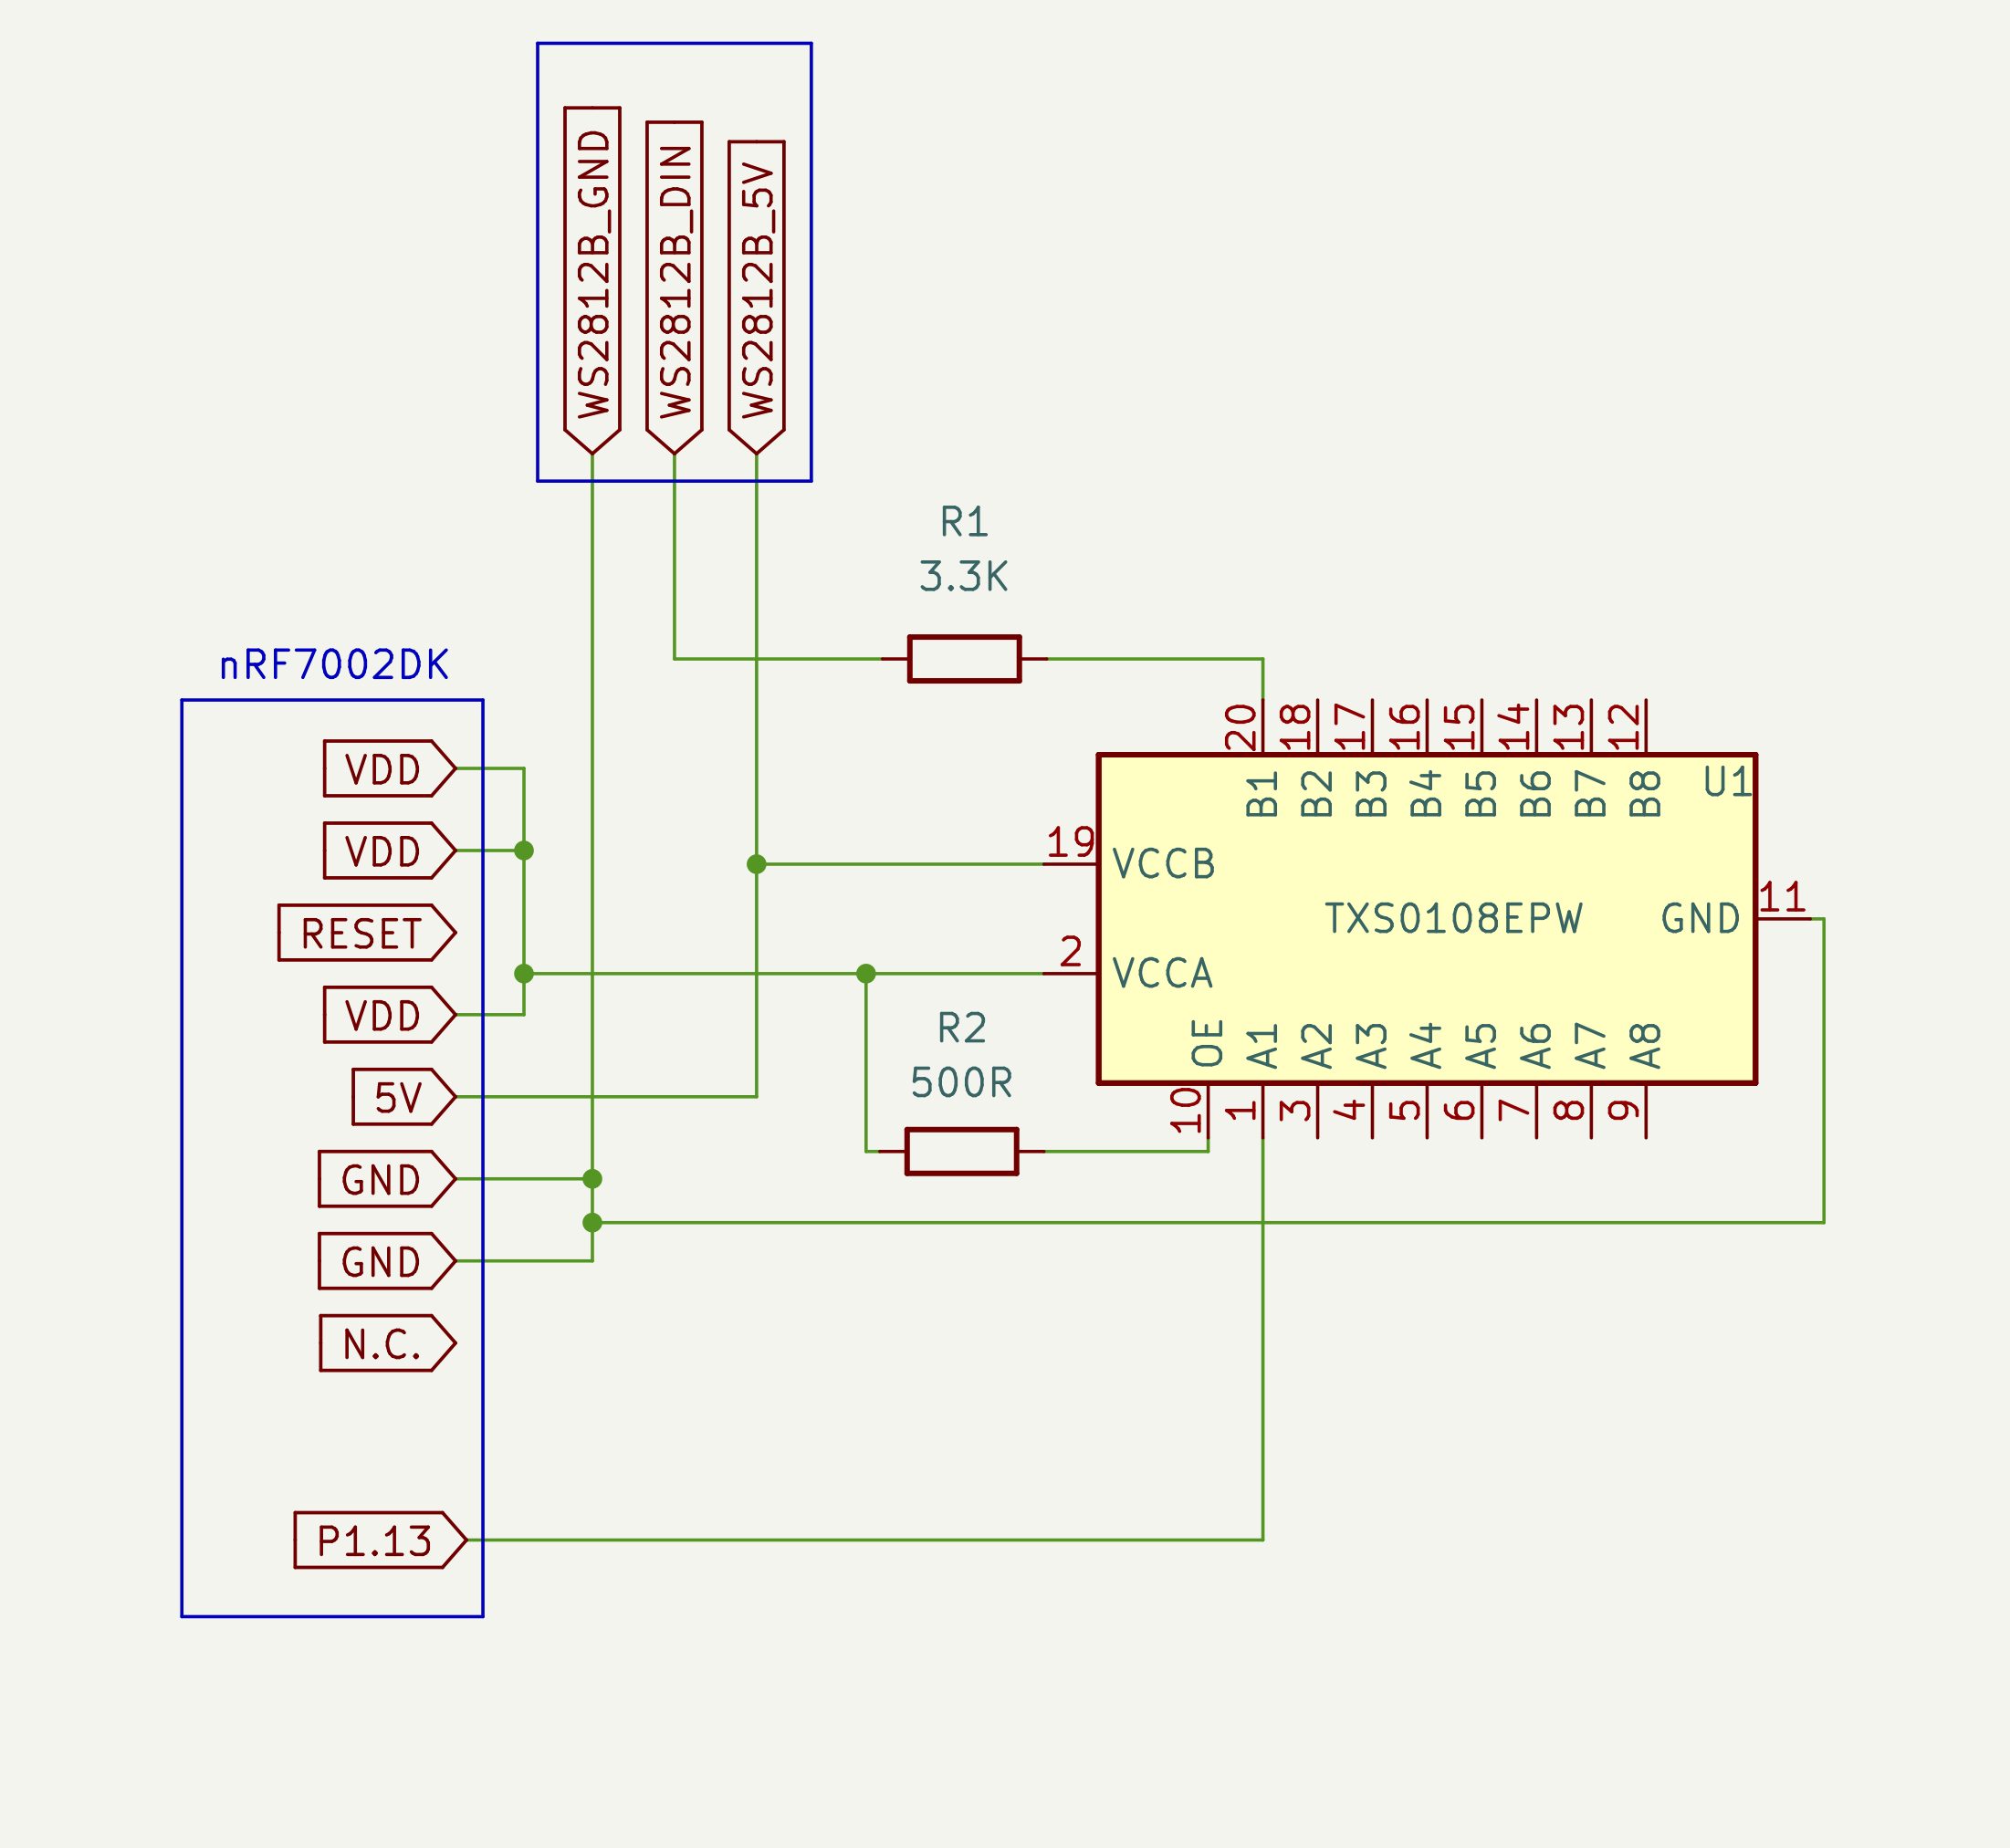 WS2812B_GND
WS2812B_DIN
WS2812B_5V
R1
3.3K
nRF7002DK
VDD
VDD
RESET
VDD
5V
GND
GND
N.C.
P1.13
20
18
17
16
15
14
13
12
B1
B2
B3
B4
B5
B6
B7
B8
U1
19
VCCB
TXS0108EPW
GND
11
2
VCCA
R2
500R
OE
A1
A2
A3
A4
A5
A6
A7
A8
10
1
3
4
5
6
7
8
9